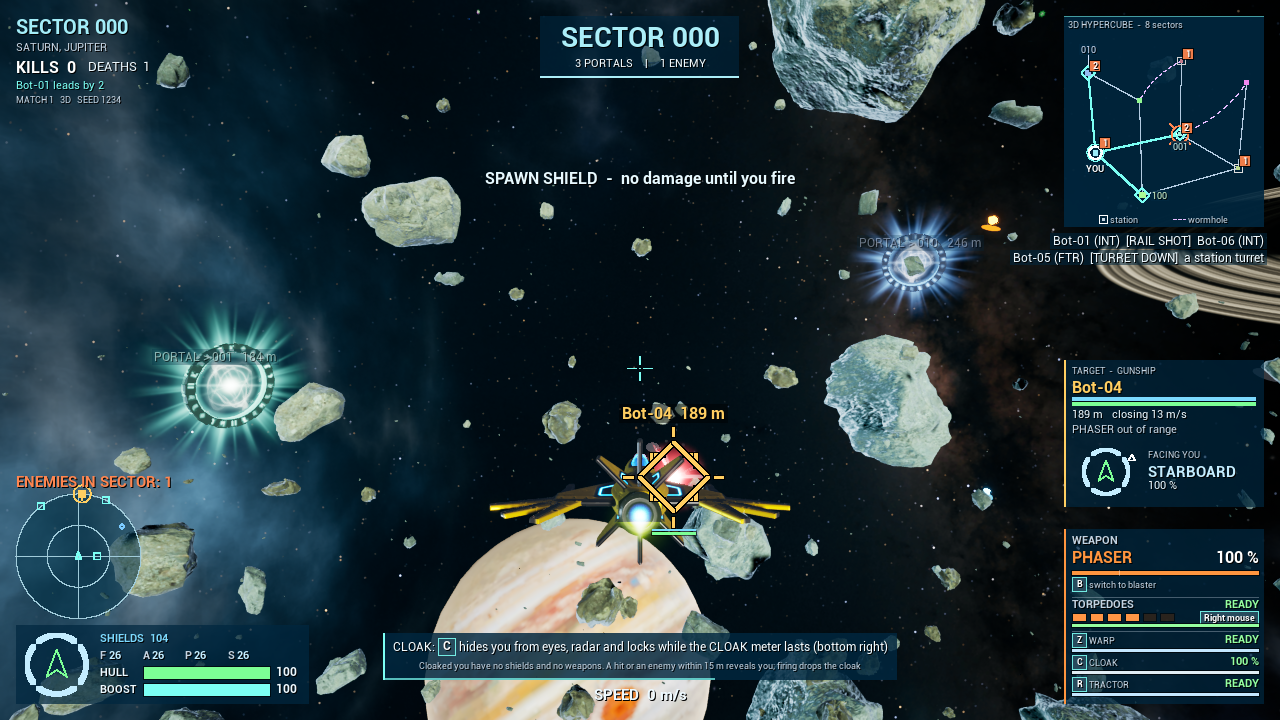 SECTOR 000
SATURN, JUPITER
KILLS 0 DEATHS 1
Bot-01 leads by 2
MATCH 1 3D SEED 1234
SECTOR 000
3 PORTALS | 1 ENEMY
3D HYPERCUBE - 8 sectors
010
2
1
2
001
1
1
YOU
100
station
wormhole
SPAWN SHIELD - no damage until you fire
Bot-01 (INT) [RAIL SHOT] Bot-06 (INT)
Bot-05 (FTR) [TURRET DOWN] a station turret
PORTAL > 010 246 m
PORTAL > 001 184 m
Bot-04 189 m
TARGET - GUNSHIP
Bot-04
189 m closing 13 m/s
PHASER out of range
FACING YOU
STARBOARD
100 %
ENEMIES IN SECTOR: 1
WEAPON
PHASER 100 %
B switch to blaster
TORPEDOES READY
Right mouse
Z WARP READY
C CLOAK 100 %
R TRACTOR READY
SHIELDS 104
F 26 A 26 P 26 S 26
HULL 100
BOOST 100
CLOAK: C hides you from eyes, radar and locks while the CLOAK meter lasts (bottom right)
Cloaked you have no shields and no weapons. A hit or an enemy within 15 m reveals you; firing drops the cloak
SPEED 0 m/s